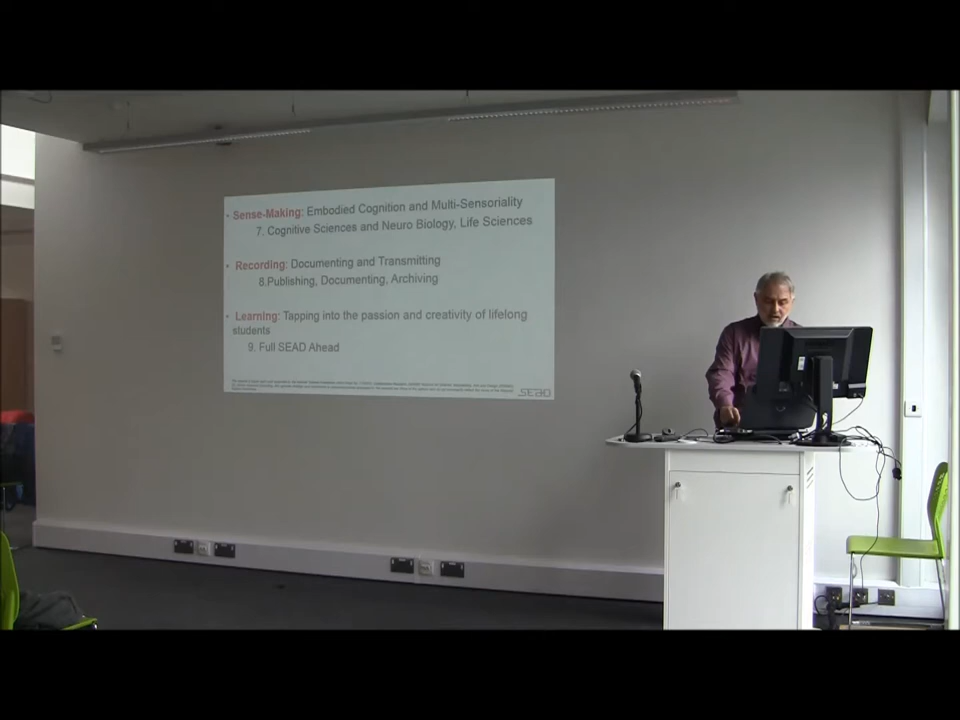 • Sense-Making: Embodied Cognition and Multi-Sensoriality
7. Cognitive Sciences and Neuro Biology, Life Sciences
• Recording: Documenting and Transmitting
8.Publishing, Documenting, Archiving
• Learning: Tapping into the passion and creativity of lifelong
students
9. Full SEAD Ahead
SEAD